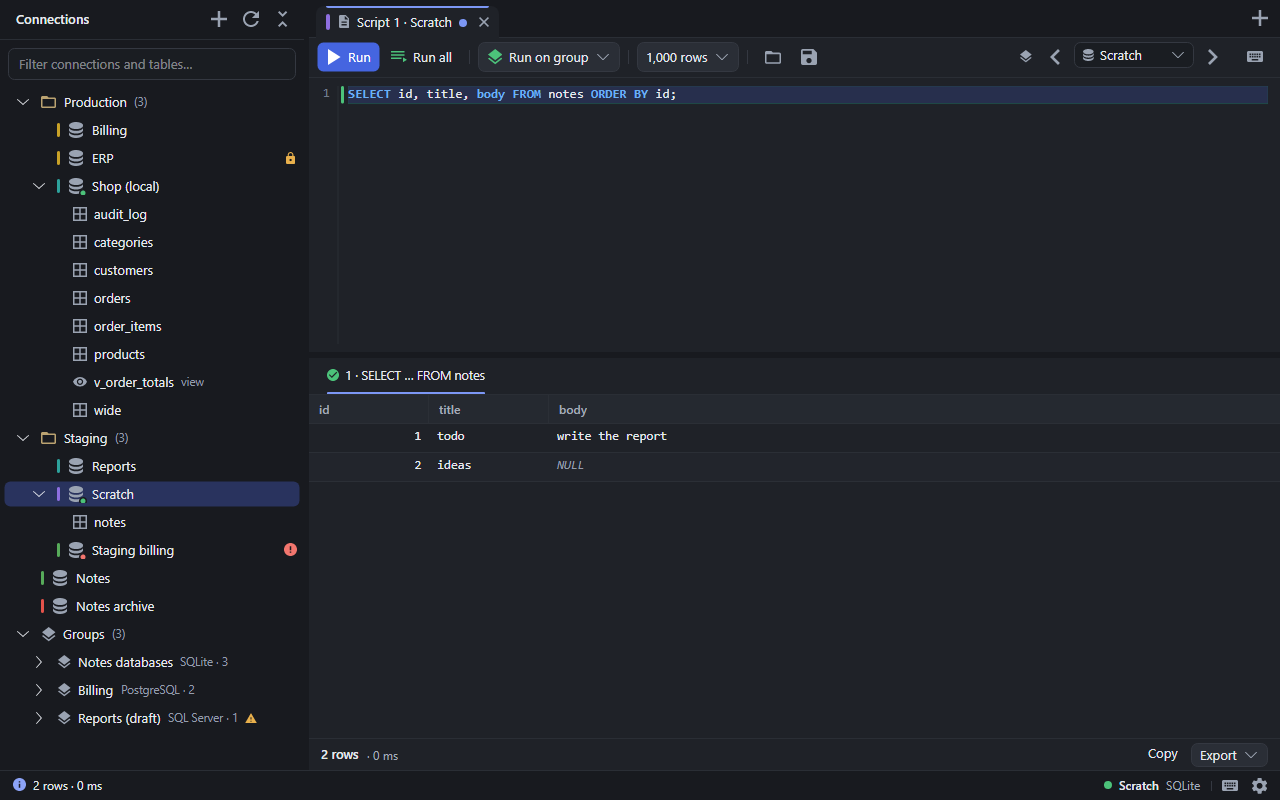 Connections
Filter connections and tables...
Production (3)
Billing
ERP
Shop (local)
audit_log
categories
customers
orders
order_items
products
v_order_totals view
wide
Staging (3)
Reports
Scratch
notes
Staging billing
Notes
Notes archive
Groups (3)
Notes databases SQLite · 3
Billing PostgreSQL · 2
Reports (draft) SQL Server · 1
Script 1 · Scratch
Run Run all Run on group 1,000 rows Scratch
1 SELECT id, title, body FROM notes ORDER BY id;
1 · SELECT ... FROM notes
id title body
1 todo write the report
2 ideas NULL
2 rows · 0 ms Copy Export
2 rows · 0 ms Scratch SQLite